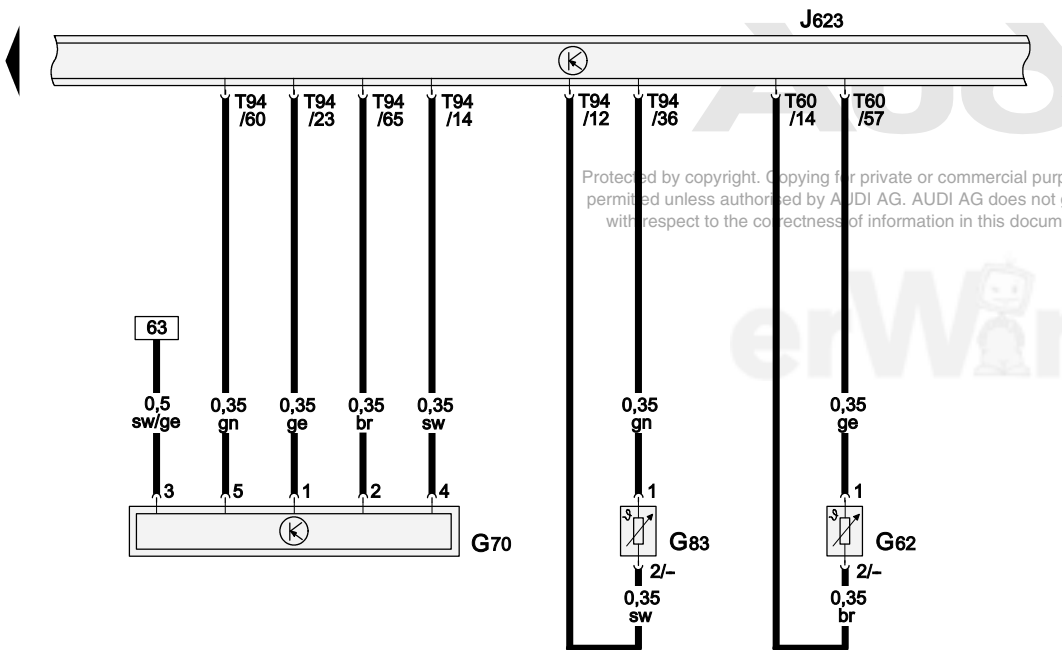 J623
T94 T94 T94 T94 T94 T94 T60 T60
/60 /23 /65 /14 /12 /36 /14 /57
Protected by copyright. Copying for private or commercial purp
permitted unless authorised by AUDI AG. AUDI AG does not g
with respect to the correctness of information in this docum
63
0,5 0,35 0,35 0,35 0,35 0,35 0,35
sw/ge gn ge br sw gn ge
3 5 1 2 4 1 1
G70 G83 G62
2/- 2/-
0,35 0,35
sw br